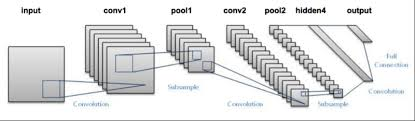 input conv1 pool1 conv2 pool2 hidden4 output
Full
Connection
Subsample
Convolution
Convolution Convolution Subsample